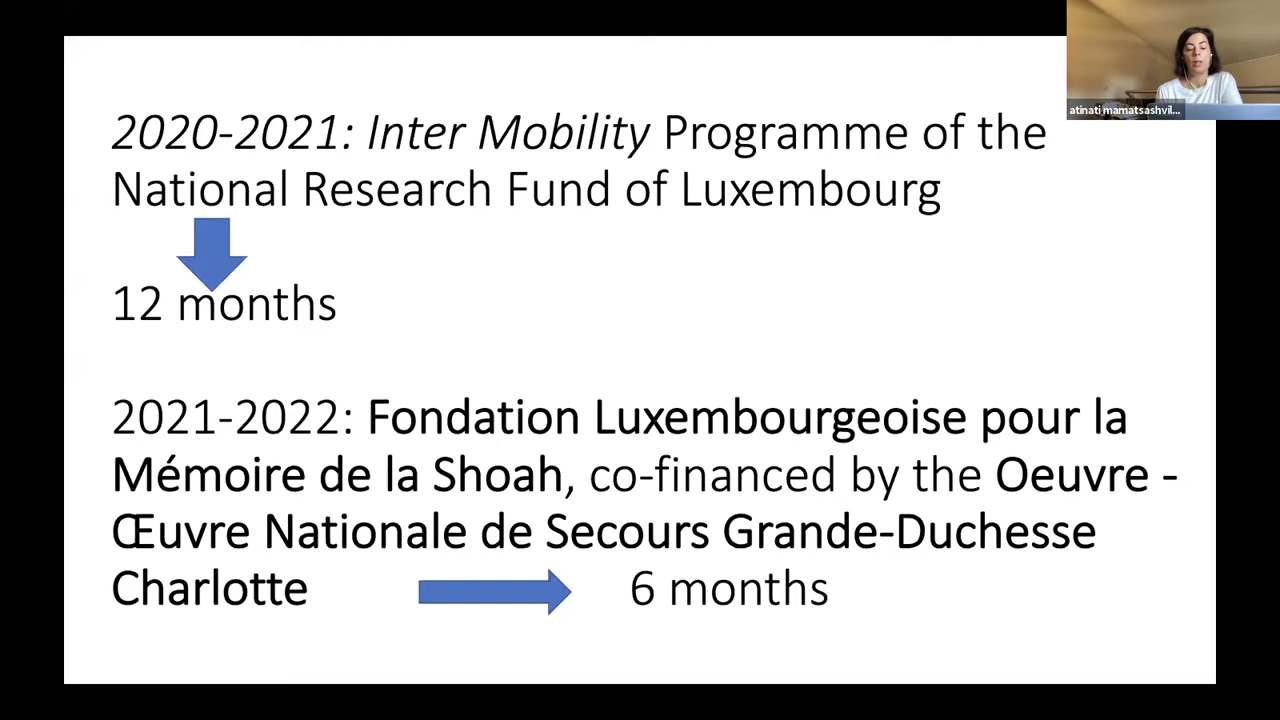 2020-2021: Inter Mobility Programme of the
National Research Fund of Luxembourg
12 months
2021-2022: Fondation Luxembourgeoise pour la
Mémoire de la Shoah, co-financed by the Oeuvre -
Œuvre Nationale de Secours Grande-Duchesse
Charlotte 6 months
atinati mamatsashvil...